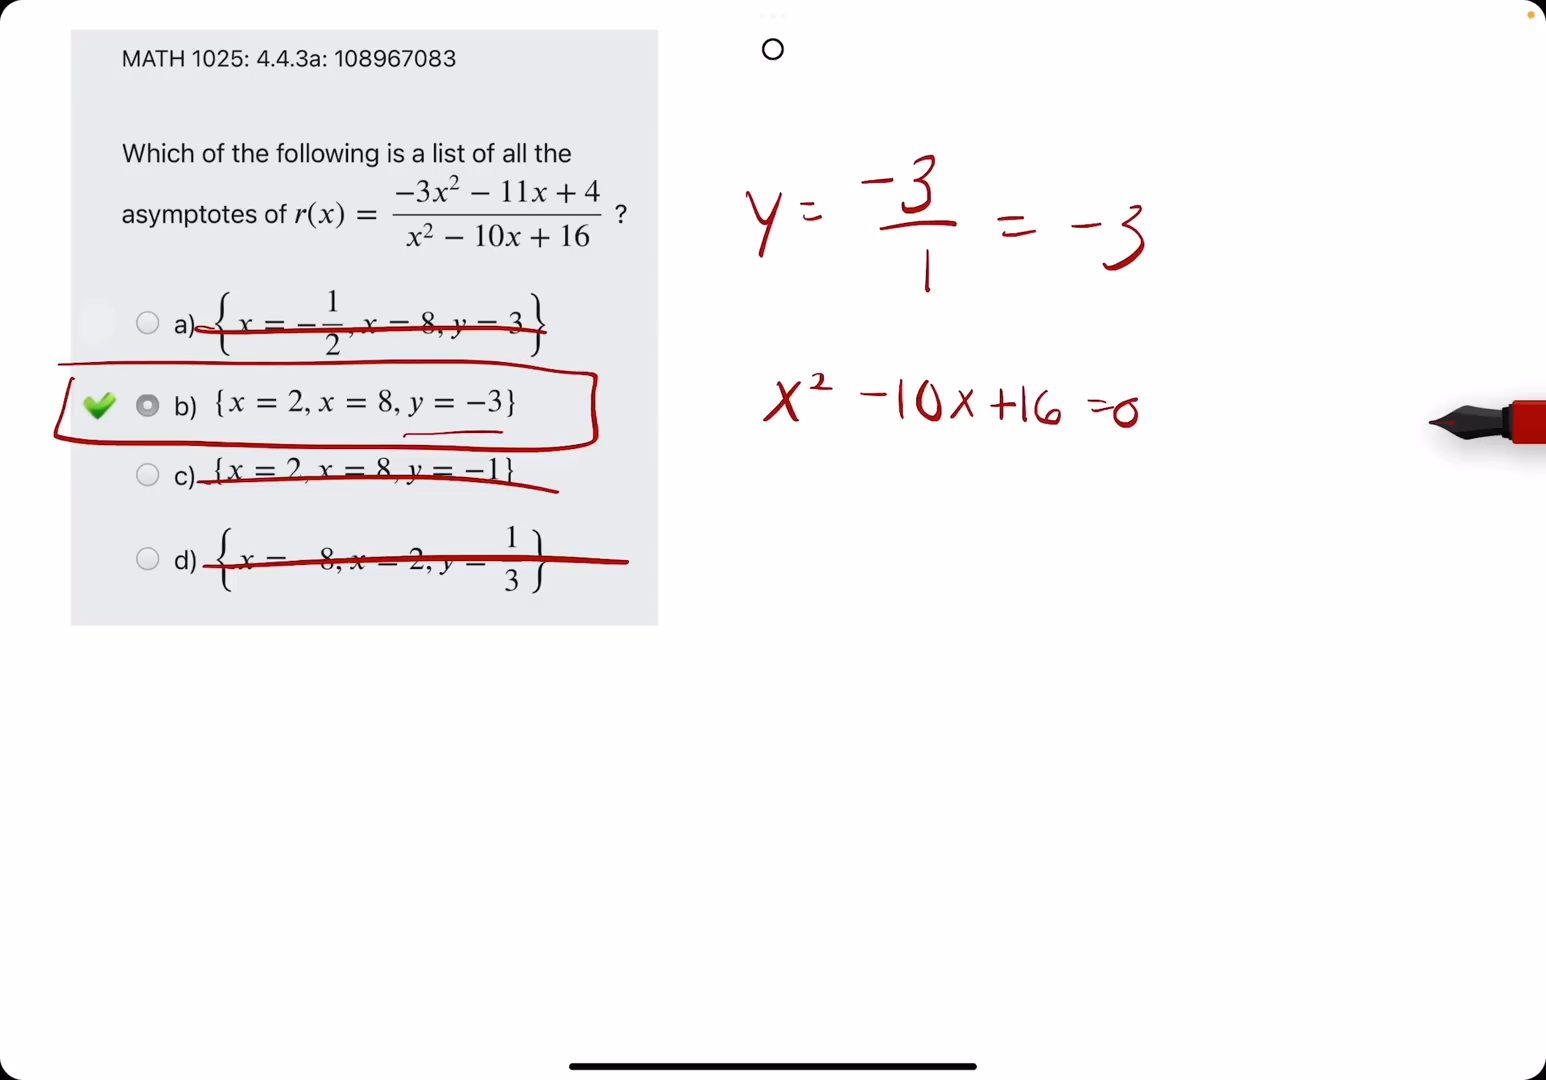 MATH 1025: 4.4.3a: 108967083
Which of the following is a list of all the
asymptotes of r(x) = (−3x² − 11x + 4)/(x² − 10x + 16) ?
a) {x = −1/2, x = 8, y = 3}
b) {x = 2, x = 8, y = −3}
c) {x = 2, x = 8, y = −1}
d) {x = 8, x = 2, y = 1/3}
y = −3/1 = −3
x² −10x +16 =0